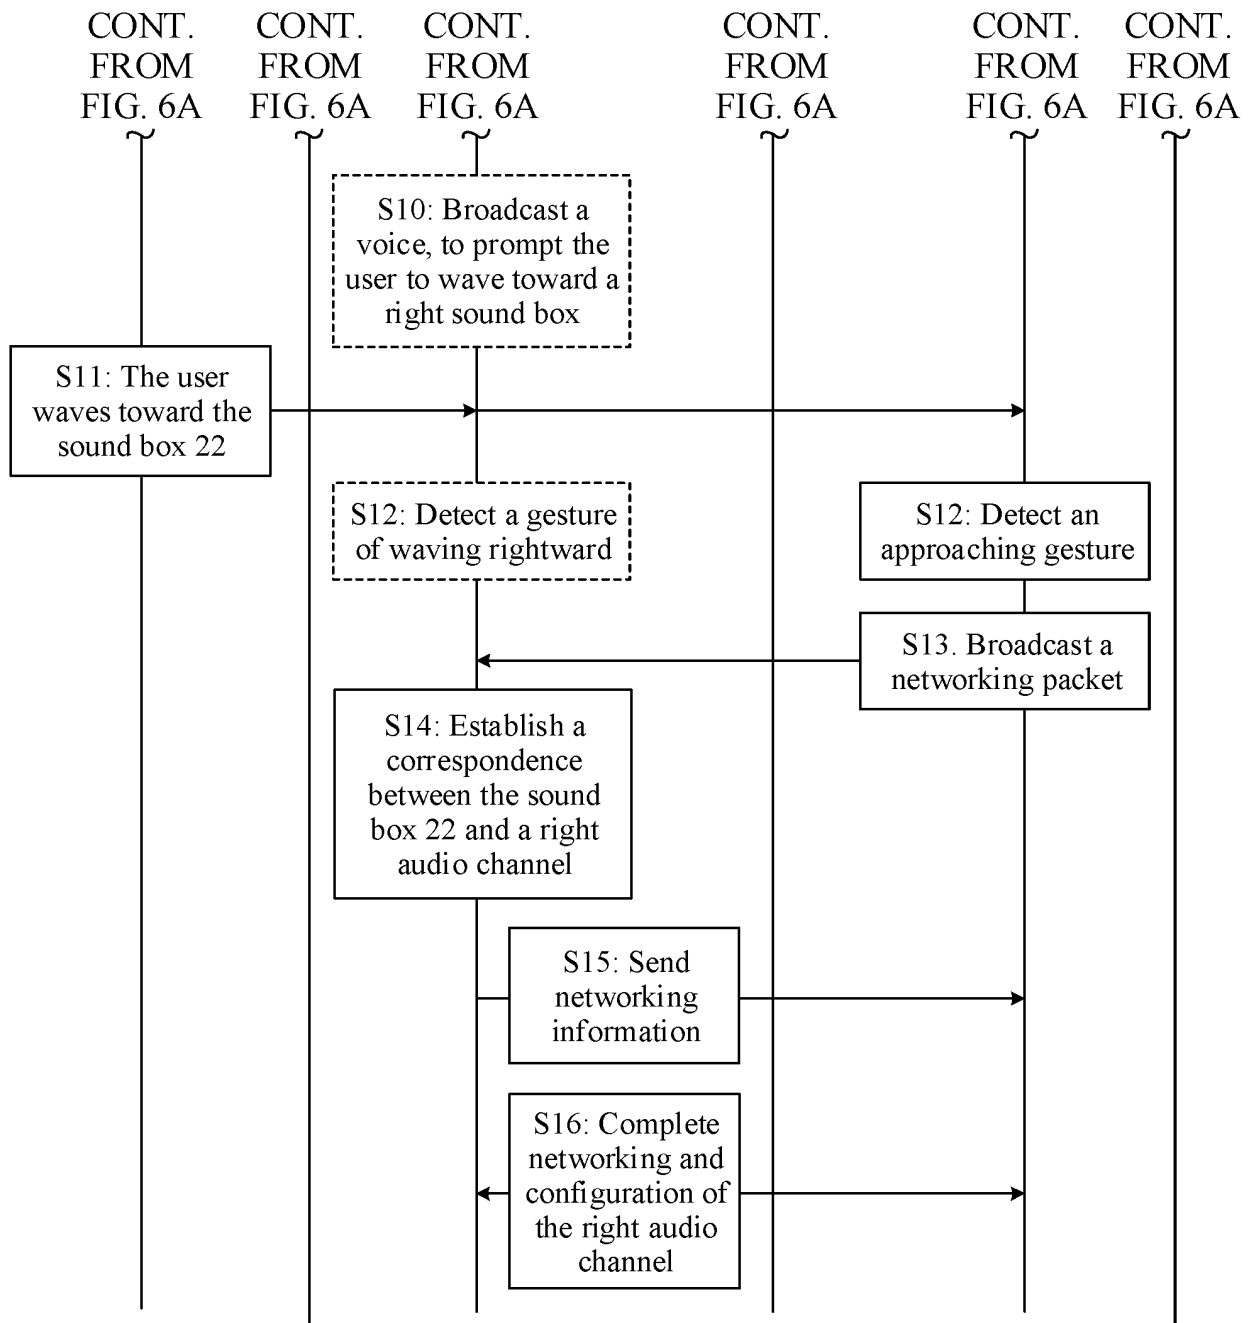 CONT. CONT. CONT. CONT. CONT. CONT.
FROM FROM FROM FROM FROM FROM
FIG. 6A FIG. 6A FIG. 6A FIG. 6A FIG. 6A FIG. 6A
S10: Broadcast a
voice, to prompt the
user to wave toward a
right sound box
S11: The user
waves toward the
sound box 22
S12: Detect a gesture
of waving rightward
S12: Detect an
approaching gesture
S13. Broadcast a
networking packet
S14: Establish a
correspondence
between the sound
box 22 and a right
audio channel
S15: Send
networking
information
S16: Complete
networking and
configuration of
the right audio
channel